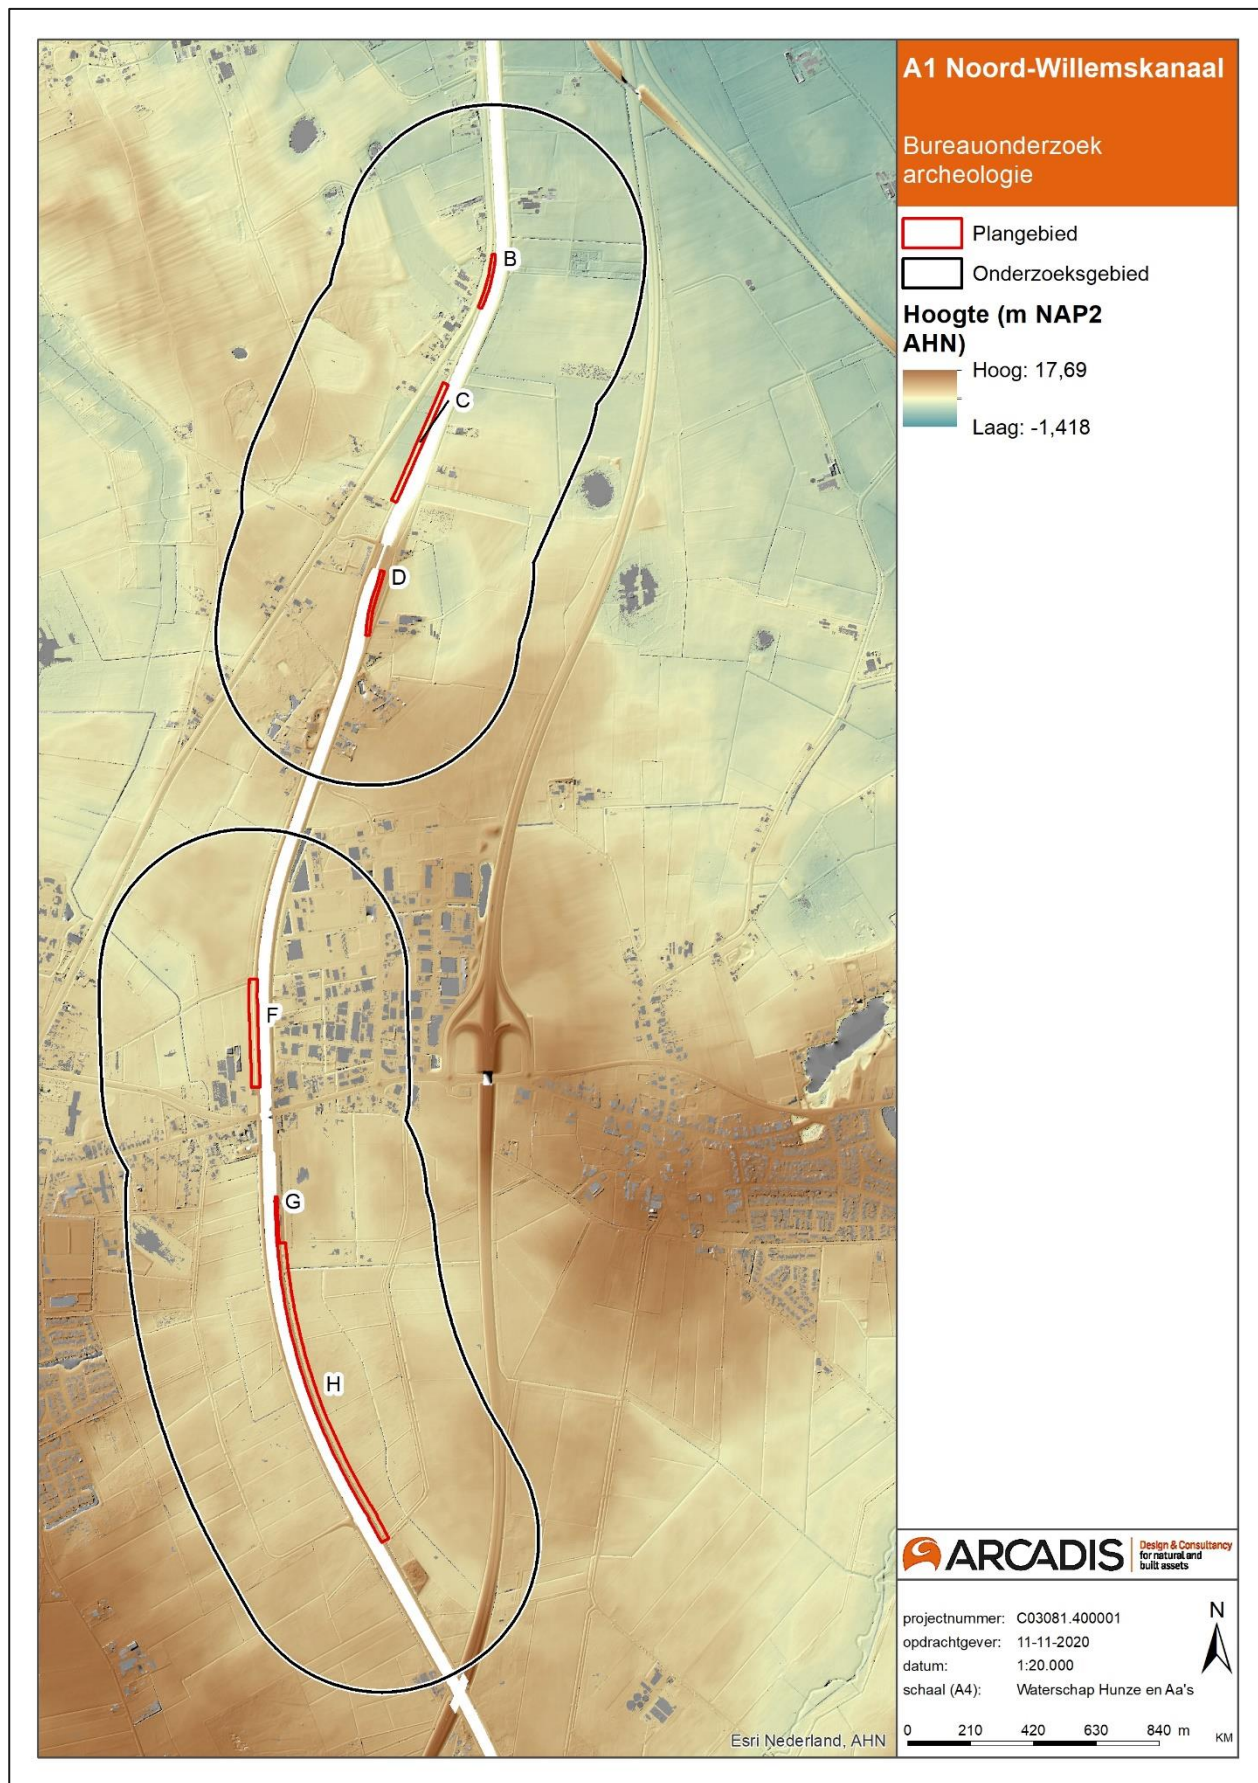 A1 Noord-Willemskanaal
Bureauonderzoek
archeologie
Plangebied
Onderzoeksgebied
Hoogte (m NAP2
AHN)
Hoog: 17,69
Laag: -1,418
B
C
D
F
G
H
Esri Nederland, AHN
ARCADIS
Design & Consultancy
for natural and
built assets
projectnummer: C03081.400001
opdrachtgever: 11-11-2020
datum: 1:20.000
schaal (A4): Waterschap Hunze en Aa's
N
0 210 420 630 840 m
KM